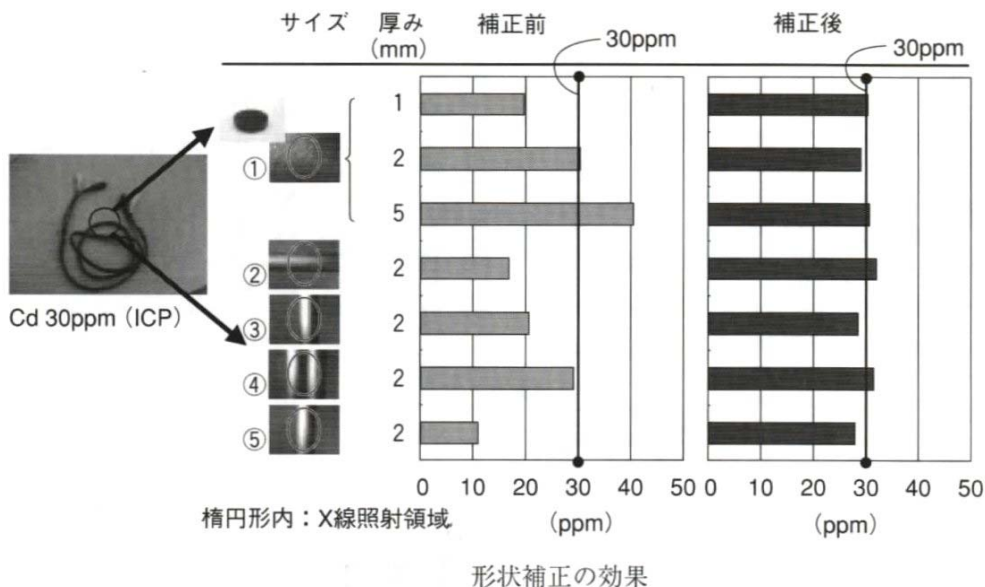 サイズ 厚み 補正前 補正後
(mm)
30ppm 30ppm
1
① 2
5
② 2
③ 2
④ 2
⑤ 2
Cd 30ppm (ICP)
0 10 20 30 40 50 0 10 20 30 40 50
楕円形内：X線照射領域 (ppm) (ppm)
形状補正の効果